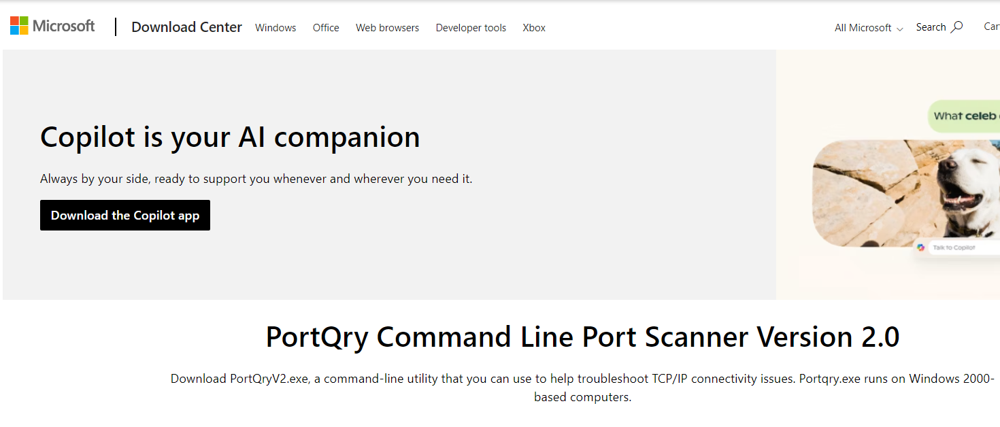 Microsoft
Download Center
Windows
Office
Web browsers
Developer tools
Xbox
All Microsoft
Search
Copilot is your AI companion
Always by your side, ready to support you whenever and wherever you need it.
Download the Copilot app
What celeb
Talk to Copilot
PortQry Command Line Port Scanner Version 2.0
Download PortQryV2.exe, a command-line utility that you can use to help troubleshoot TCP/IP connectivity issues. Portqry.exe runs on Windows 2000-
based computers.